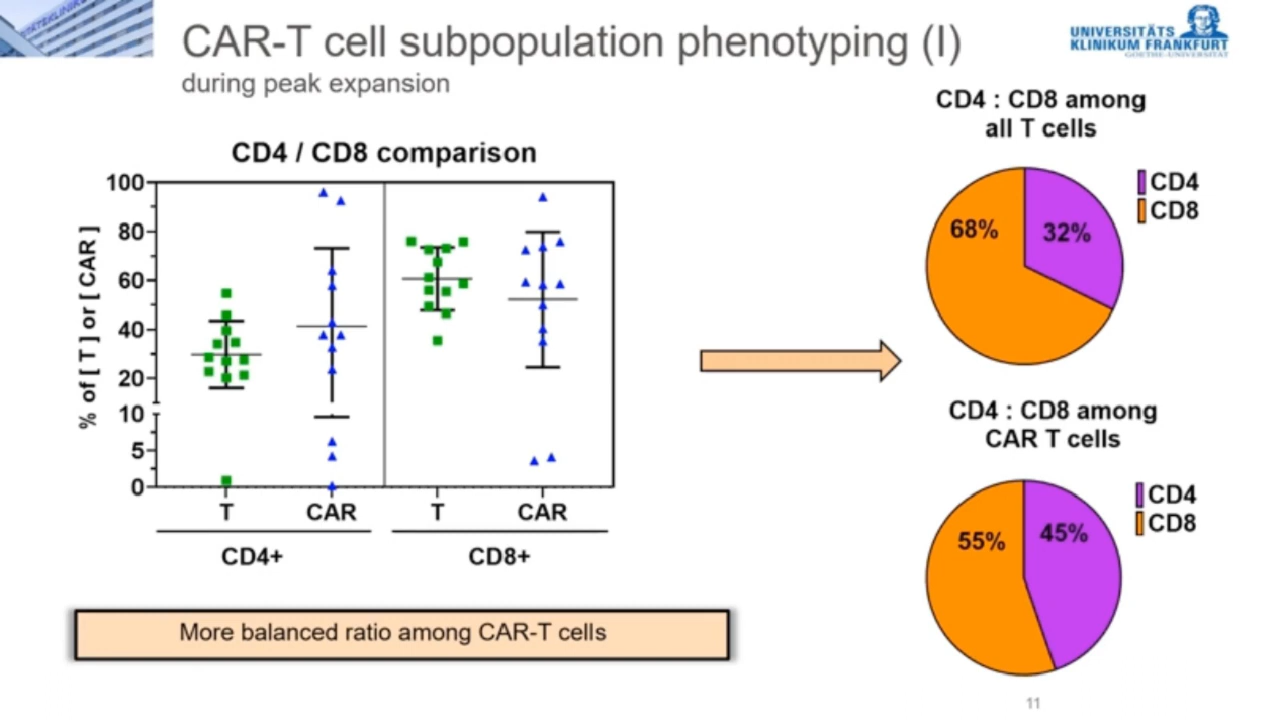 CAR-T cell subpopulation phenotyping (I)
during peak expansion
UNIVERSITÄTS
KLINIKUM FRANKFURT
GOETHE-UNIVERSITÄT
CD4 / CD8 comparison
% of [ T ] or [ CAR ]
100
80
60
40
20
10
5
0
T
CAR
T
CAR
CD4+
CD8+
More balanced ratio among CAR-T cells
CD4 : CD8 among
all T cells
CD4
CD8
68%
32%
CD4 : CD8 among
CAR T cells
CD4
CD8
55%
45%
11